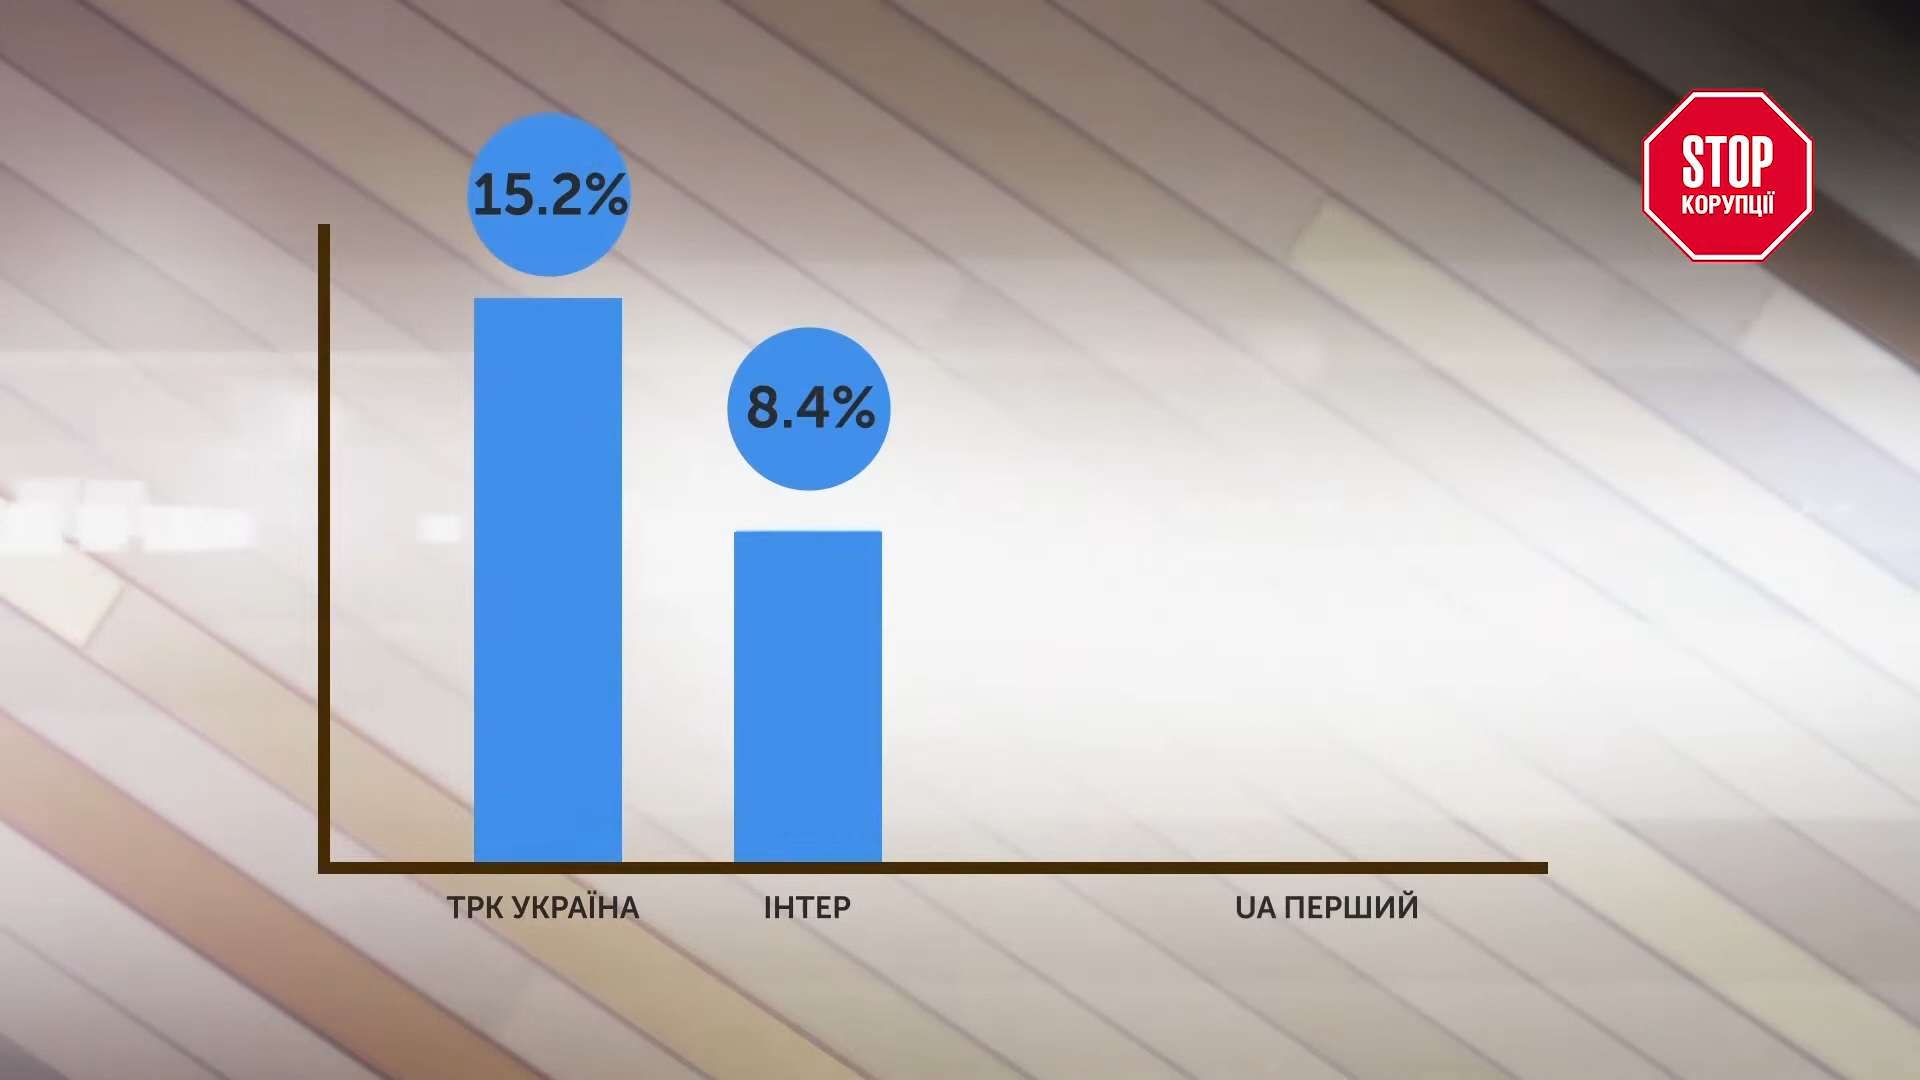 15.2%
8.4%
STOP
КОРУПЦІЇ
ТРК УКРАЇНА
ІНТЕР
UA ПЕРШИЙ